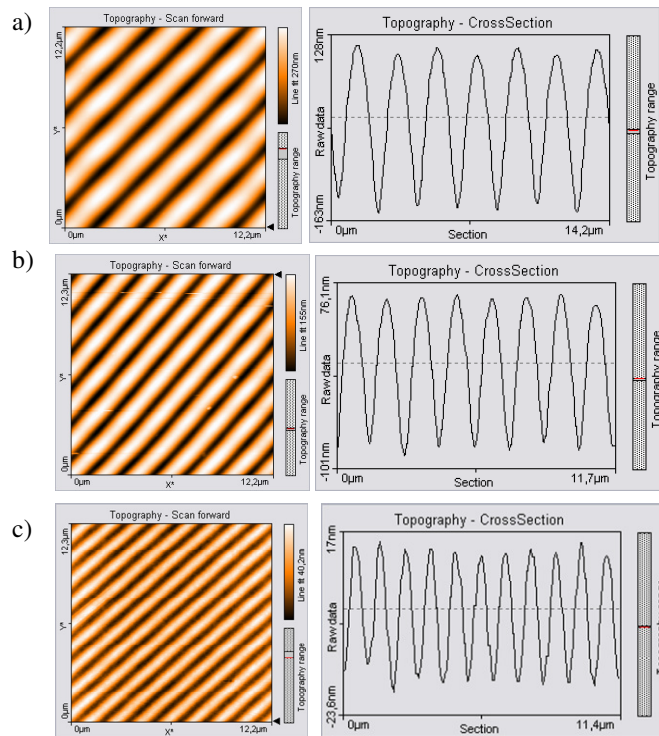 a)
Topography - Scan forward
12,2µm
Y*
0µm
0µm
X*
12,2µm
Line fit 270nm
Topography range
Topography - CrossSection
128nm
Raw data
-163nm
0µm
Section
14,2µm
Topography range
b)
Topography - Scan forward
12,3µm
Y*
0µm
0µm
X*
12,2µm
Line fit 155nm
Topography range
Topography - CrossSection
76,1nm
Raw data
-101nm
0µm
Section
11,7µm
Topography range
c)
Topography - Scan forward
12,3µm
Y*
0µm
0µm
X*
12,2µm
Line fit 40,2nm
Topography range
Topography - CrossSection
17nm
Raw data
-23,6nm
0µm
Section
11,4µm